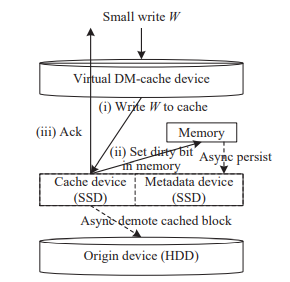 Small write W
Virtual DM-cache device
(i) Write W to cache
(iii) Ack
Memory
(ii) Set dirty bit
in memory
Async persist
Cache device
(SSD)
Metadata device
(SSD)
Async demote cached block
Origin device (HDD)